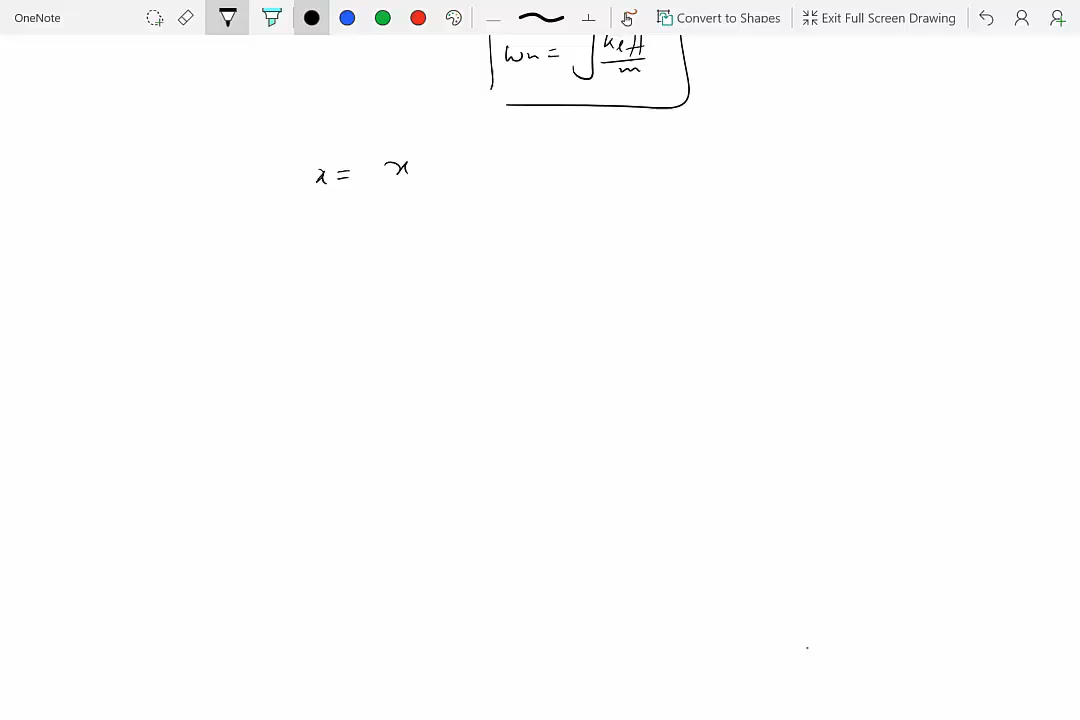 OneNote Convert to Shapes Exit Full Screen Drawing
ωn = √ keff / m
x = x